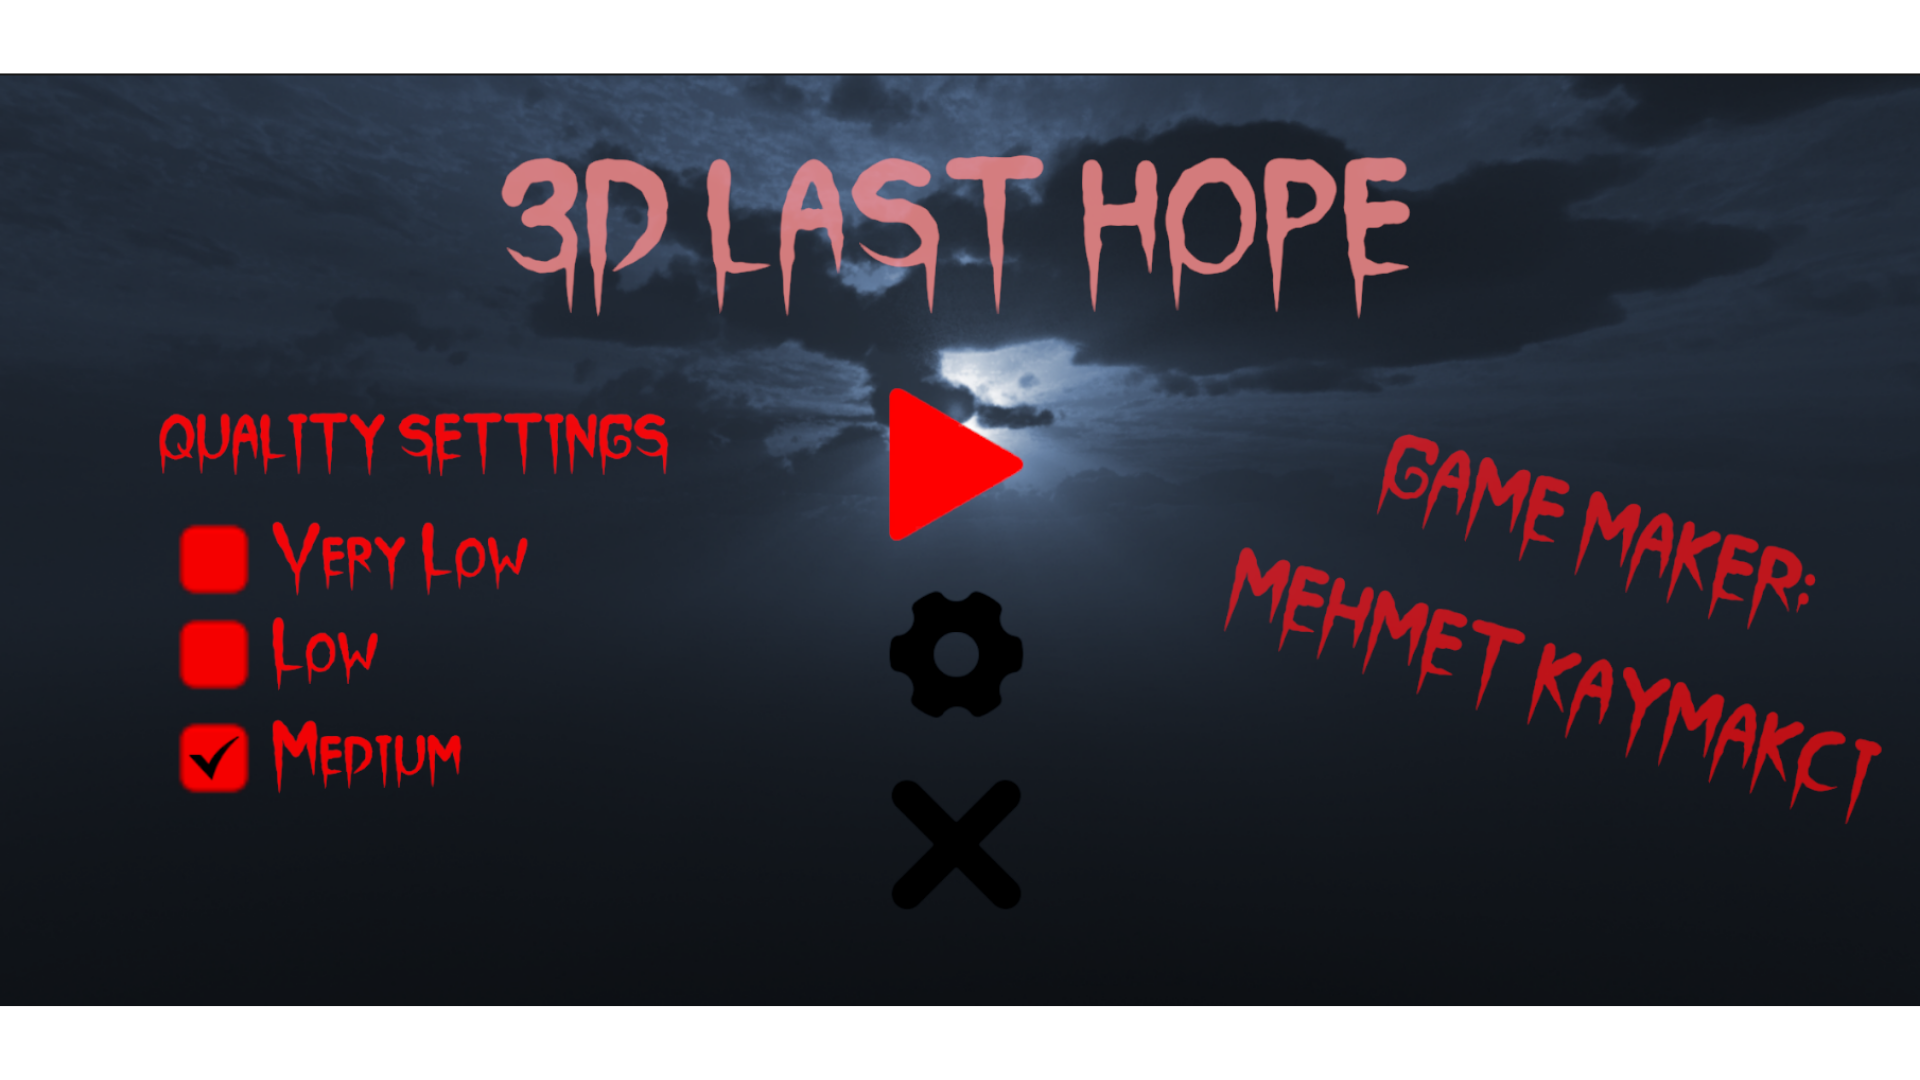 3D LAST HOPE
QUALITY SETTINGS
VERY LOW
LOW
MEDIUM
GAME MAKER:
MEHMET KAYMAKCI